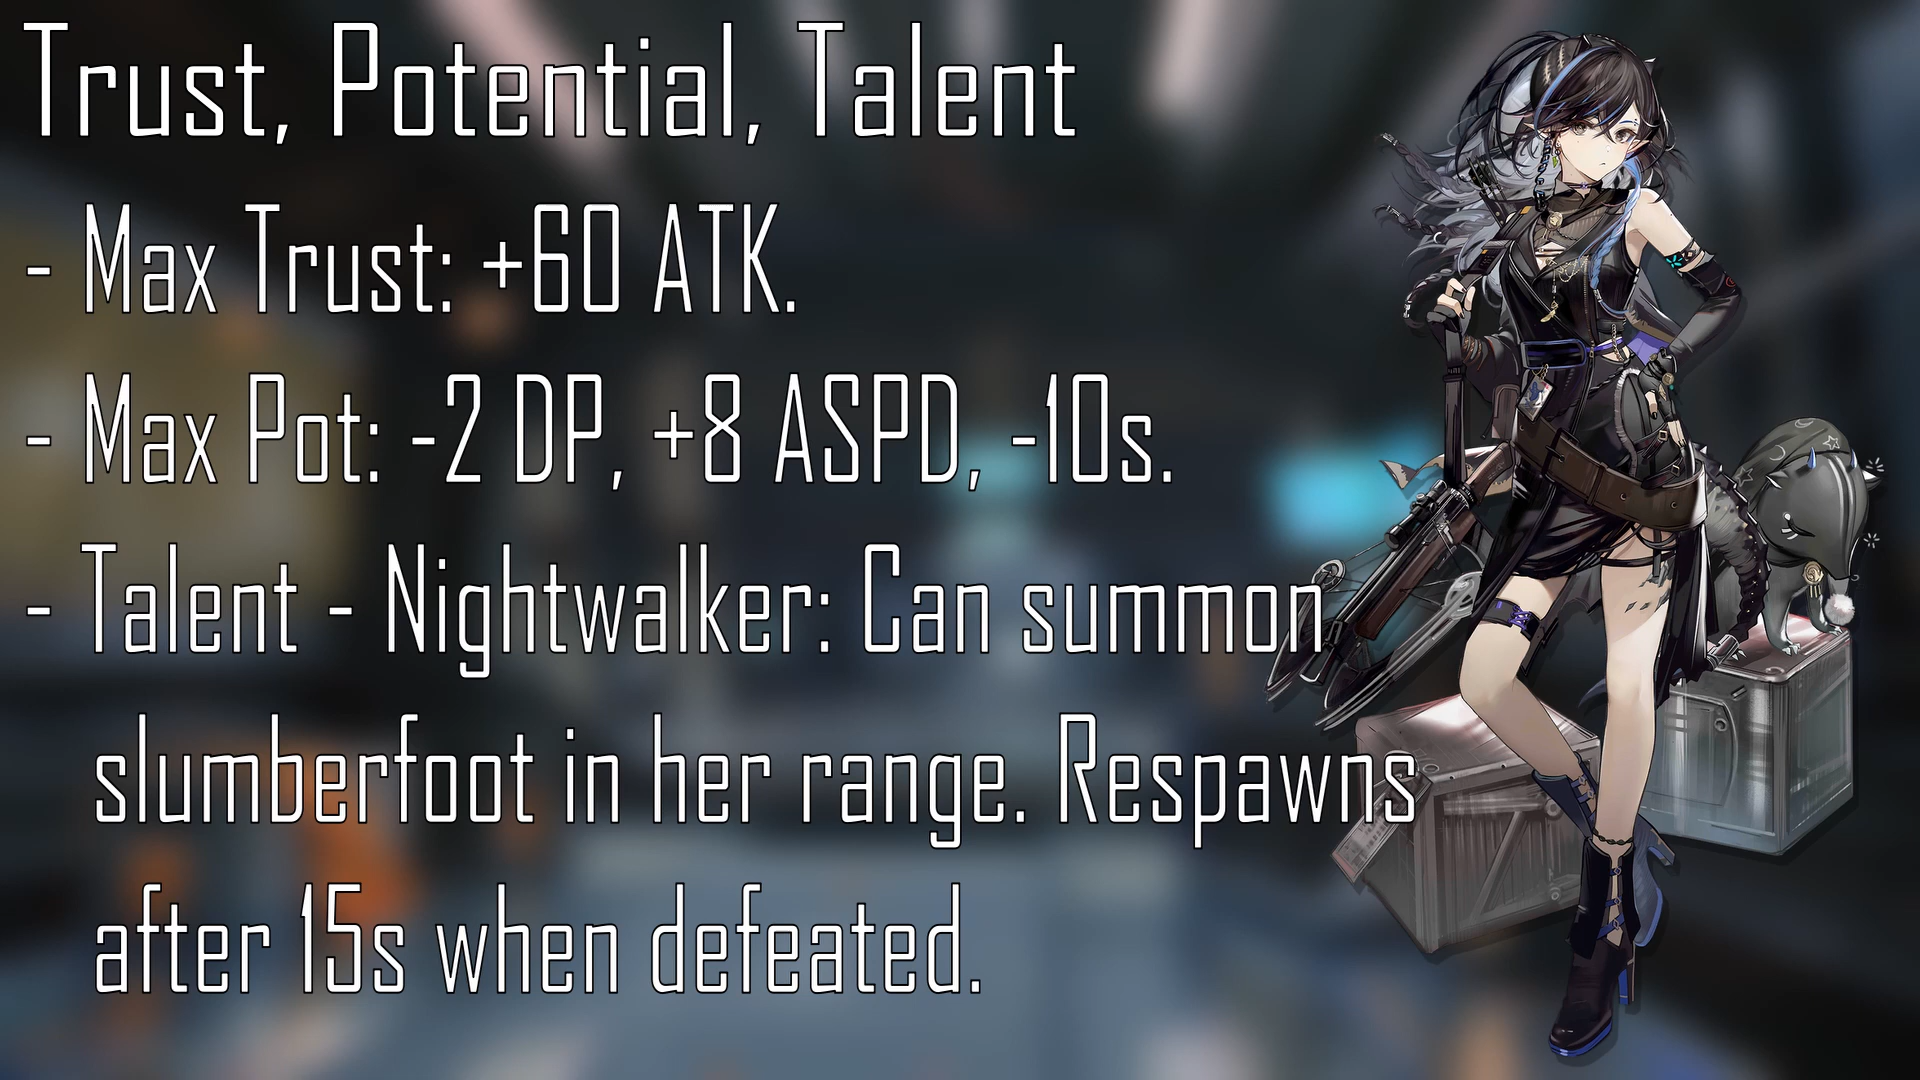 Trust, Potential, Talent
- Max Trust: +60 ATK.
- Max Pot: -2 DP, +8 ASPD, -10s.
- Talent - Nightwalker: Can summon
slumberfoot in her range. Respawns
after 15s when defeated.